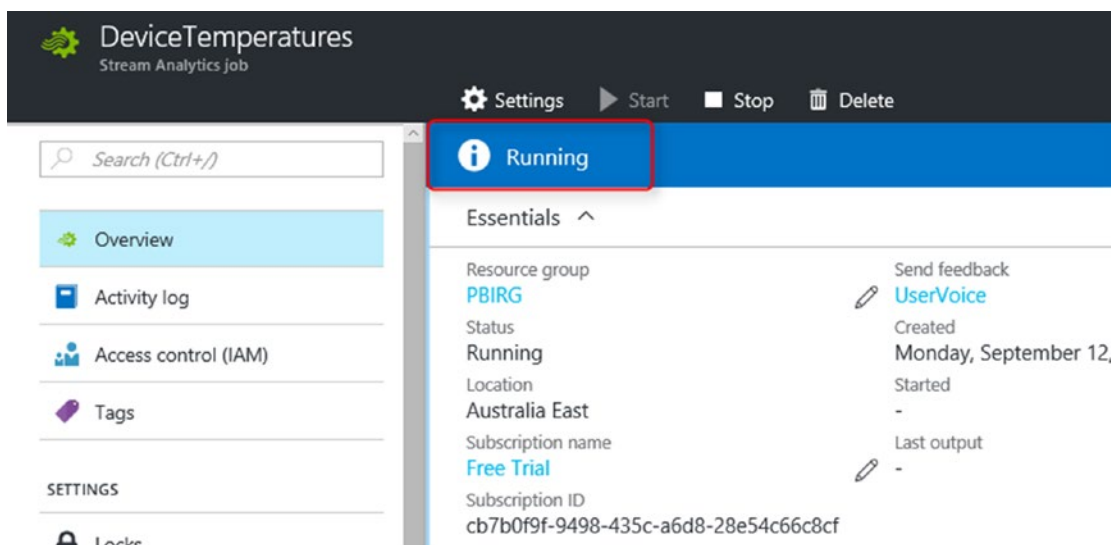 DeviceTemperatures
Stream Analytics job
Settings Start Stop Delete
Search (Ctrl+/)
Running
Essentials
Overview
Activity log
Access control (IAM)
Tags
SETTINGS
Locks
Resource group
PBIRG
Status
Running
Location
Australia East
Subscription name
Free Trial
Subscription ID
cb7b0f9f-9498-435c-a6d8-28e54c66c8cf
Send feedback
UserVoice
Created
Monday, September 12,
Started
-
Last output
-